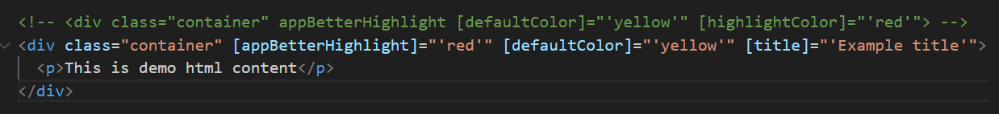 <!-- <div class="container" appBetterHighlight [defaultColor]="'yellow'" [highlightColor]="'red'"> -->
<div class="container" [appBetterHighlight]="'red'" [defaultColor]="'yellow'" [title]="'Example title'">
<p>This is demo html content</p>
</div>